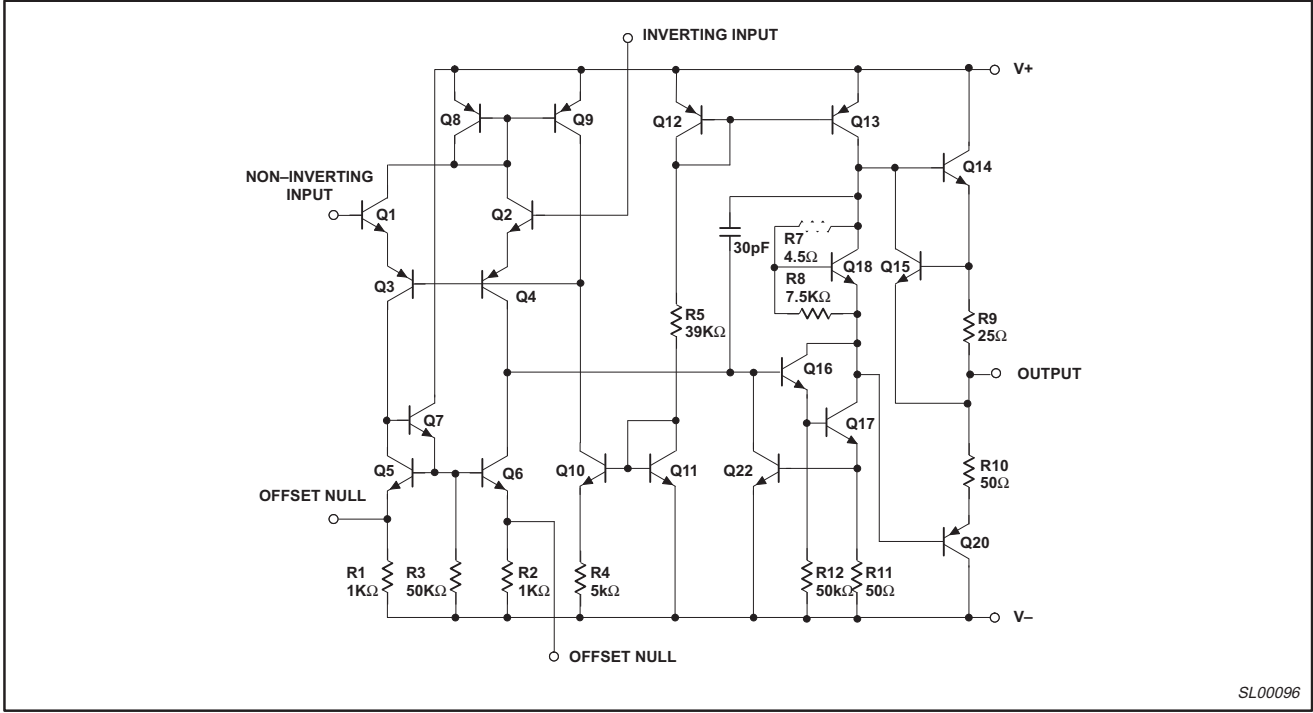 INVERTING INPUT
V+
Q8
Q9
Q12
Q13
Q14
NON–INVERTING
INPUT
Q1
Q2
30pF
R7
4.5Ω
Q18
Q15
R8
7.5KΩ
Q3
Q4
R5
39KΩ
R9
25Ω
Q16
OUTPUT
Q7
Q17
Q5
Q6
Q10
Q11
Q22
R10
50Ω
OFFSET NULL
Q20
R1
1KΩ
R3
50KΩ
R2
1KΩ
R4
5kΩ
R12
50kΩ
R11
50Ω
V–
OFFSET NULL
SL00096